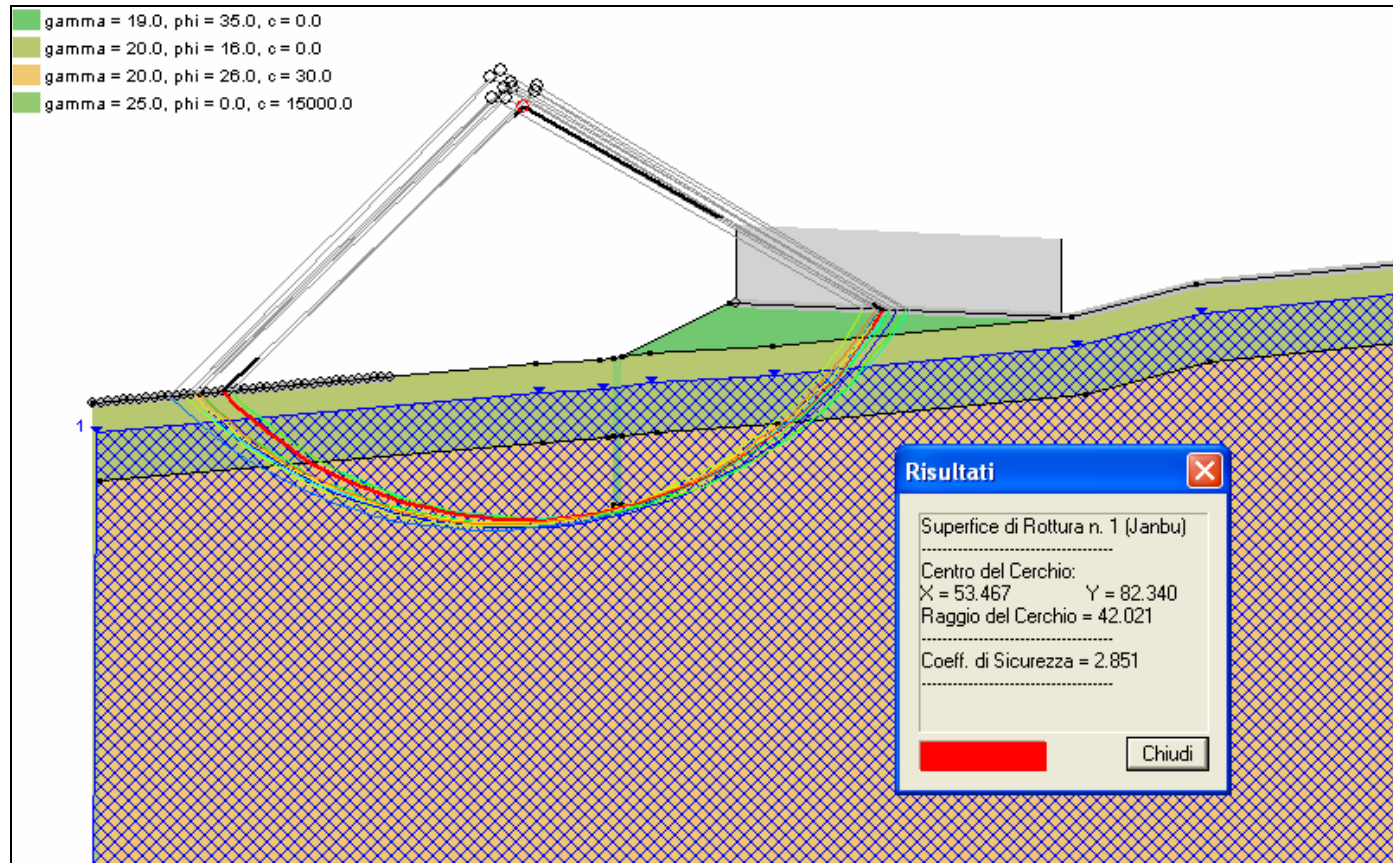 gamma = 19.0, phi = 35.0, c = 0.0
gamma = 20.0, phi = 16.0, c = 0.0
gamma = 20.0, phi = 26.0, c = 30.0
gamma = 25.0, phi = 0.0, c = 15000.0
1
Risultati
Superfice di Rottura n. 1 (Janbu)
--------------------------------
Centro del Cerchio:
X = 53.467 Y = 82.340
Raggio del Cerchio = 42.021
--------------------------------
Coeff. di Sicurezza = 2.851
--------------------------------
Chiudi